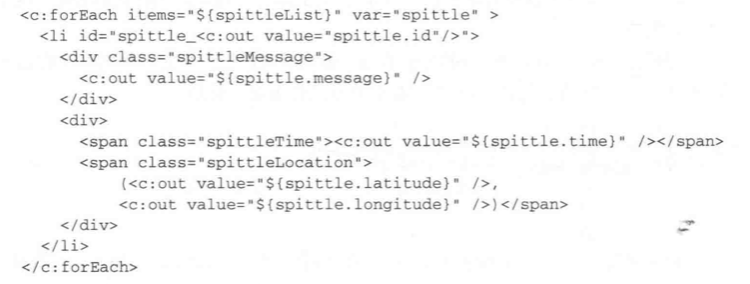 <c:forEach items="${spittleList}" var="spittle" >
<li id="spittle_<c:out value="spittle.id"/>">
<div class="spittleMessage">
<c:out value="${spittle.message}" />
</div>
<div>
<span class="spittleTime"><c:out value="${spittle.time}" /></span>
<span class="spittleLocation">
(<c:out value="${spittle.latitude}" />,
<c:out value="${spittle.longitude}" />)</span>
</div>
</li>
</c:forEach>